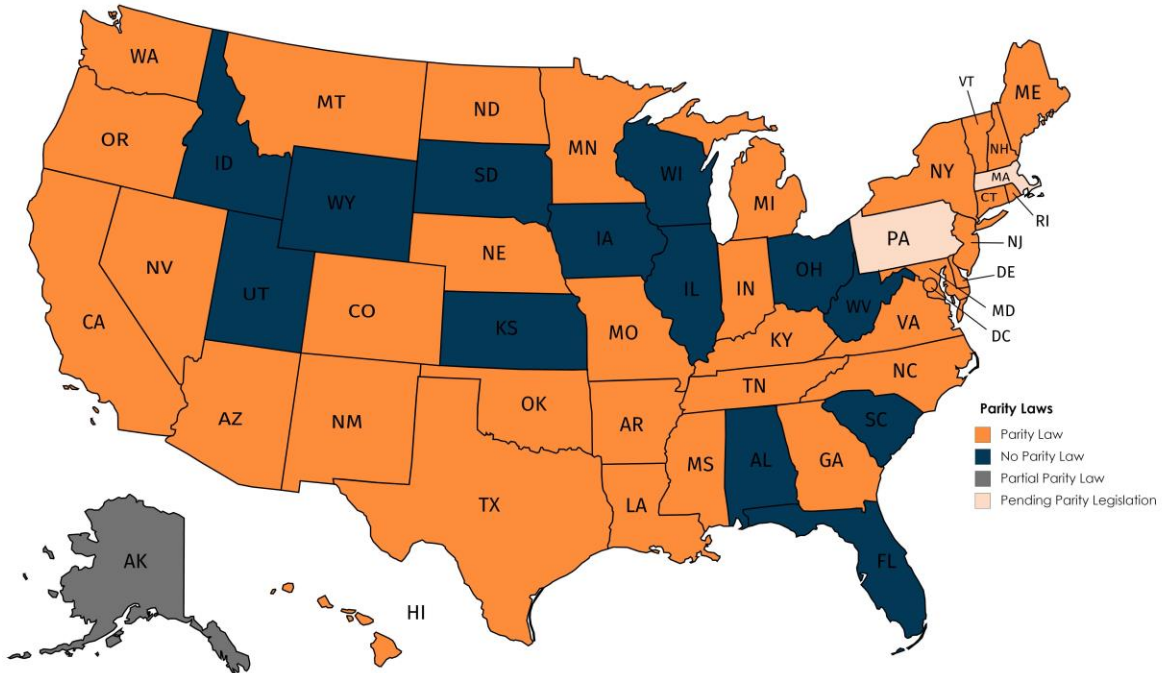 WA
MT
ND
MN
VT
ME
OR
ID
SD
WI
NH
NY
MA
WY
MI
CT
RI
IA
PA
NE
NJ
NV
OH
DE
UT
IL
IN
CO
WV
MD
CA
KS
MO
VA
DC
KY
NC
TN
OK
AZ
NM
AR
SC
MS
AL
GA
TX
LA
AK
FL
HI
Parity Laws
Parity Law
No Parity Law
Partial Parity Law
Pending Parity Legislation